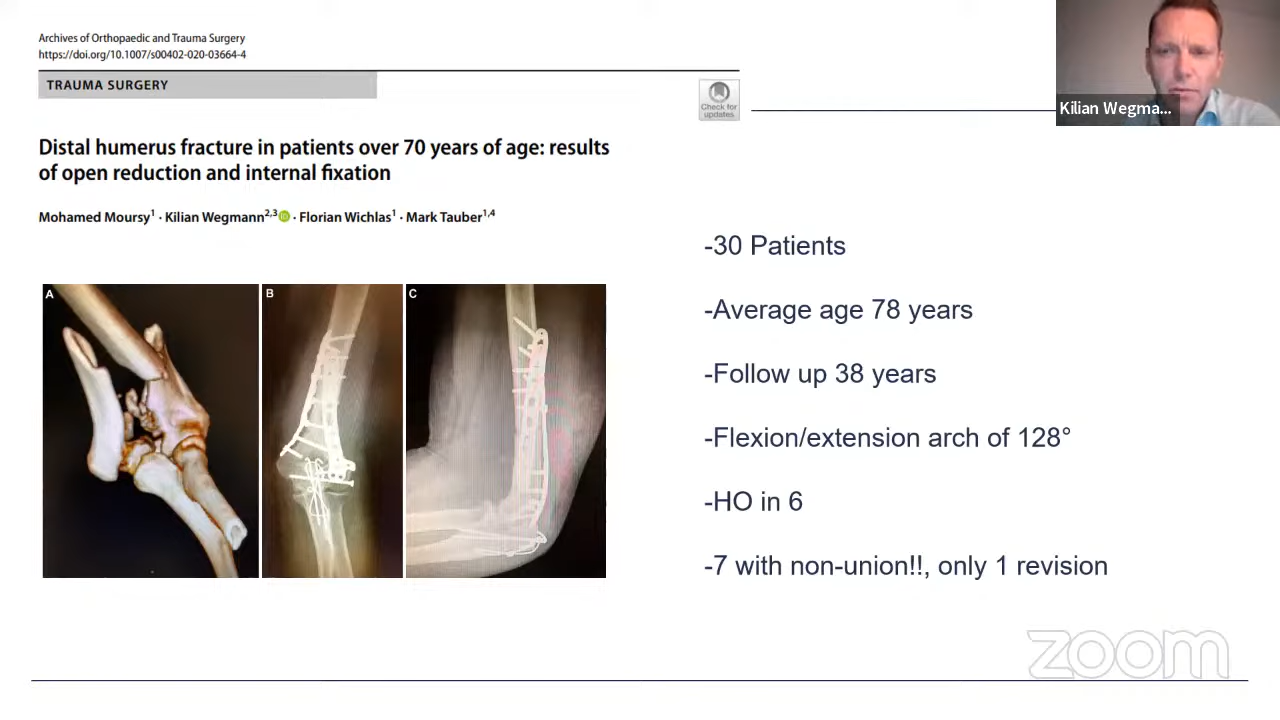 Archives of Orthopaedic and Trauma Surgery
https://doi.org/10.1007/s00402-020-03664-4
TRAUMA SURGERY
Check for
updates
Kilian Wegma...
Distal humerus fracture in patients over 70 years of age: results
of open reduction and internal fixation
Mohamed Moursy1 · Kilian Wegmann2,3 iD · Florian Wichlas1 · Mark Tauber1,4
A
B
C
-30 Patients
-Average age 78 years
-Follow up 38 years
-Flexion/extension arch of 128°
-HO in 6
-7 with non-union!!, only 1 revision
zoom